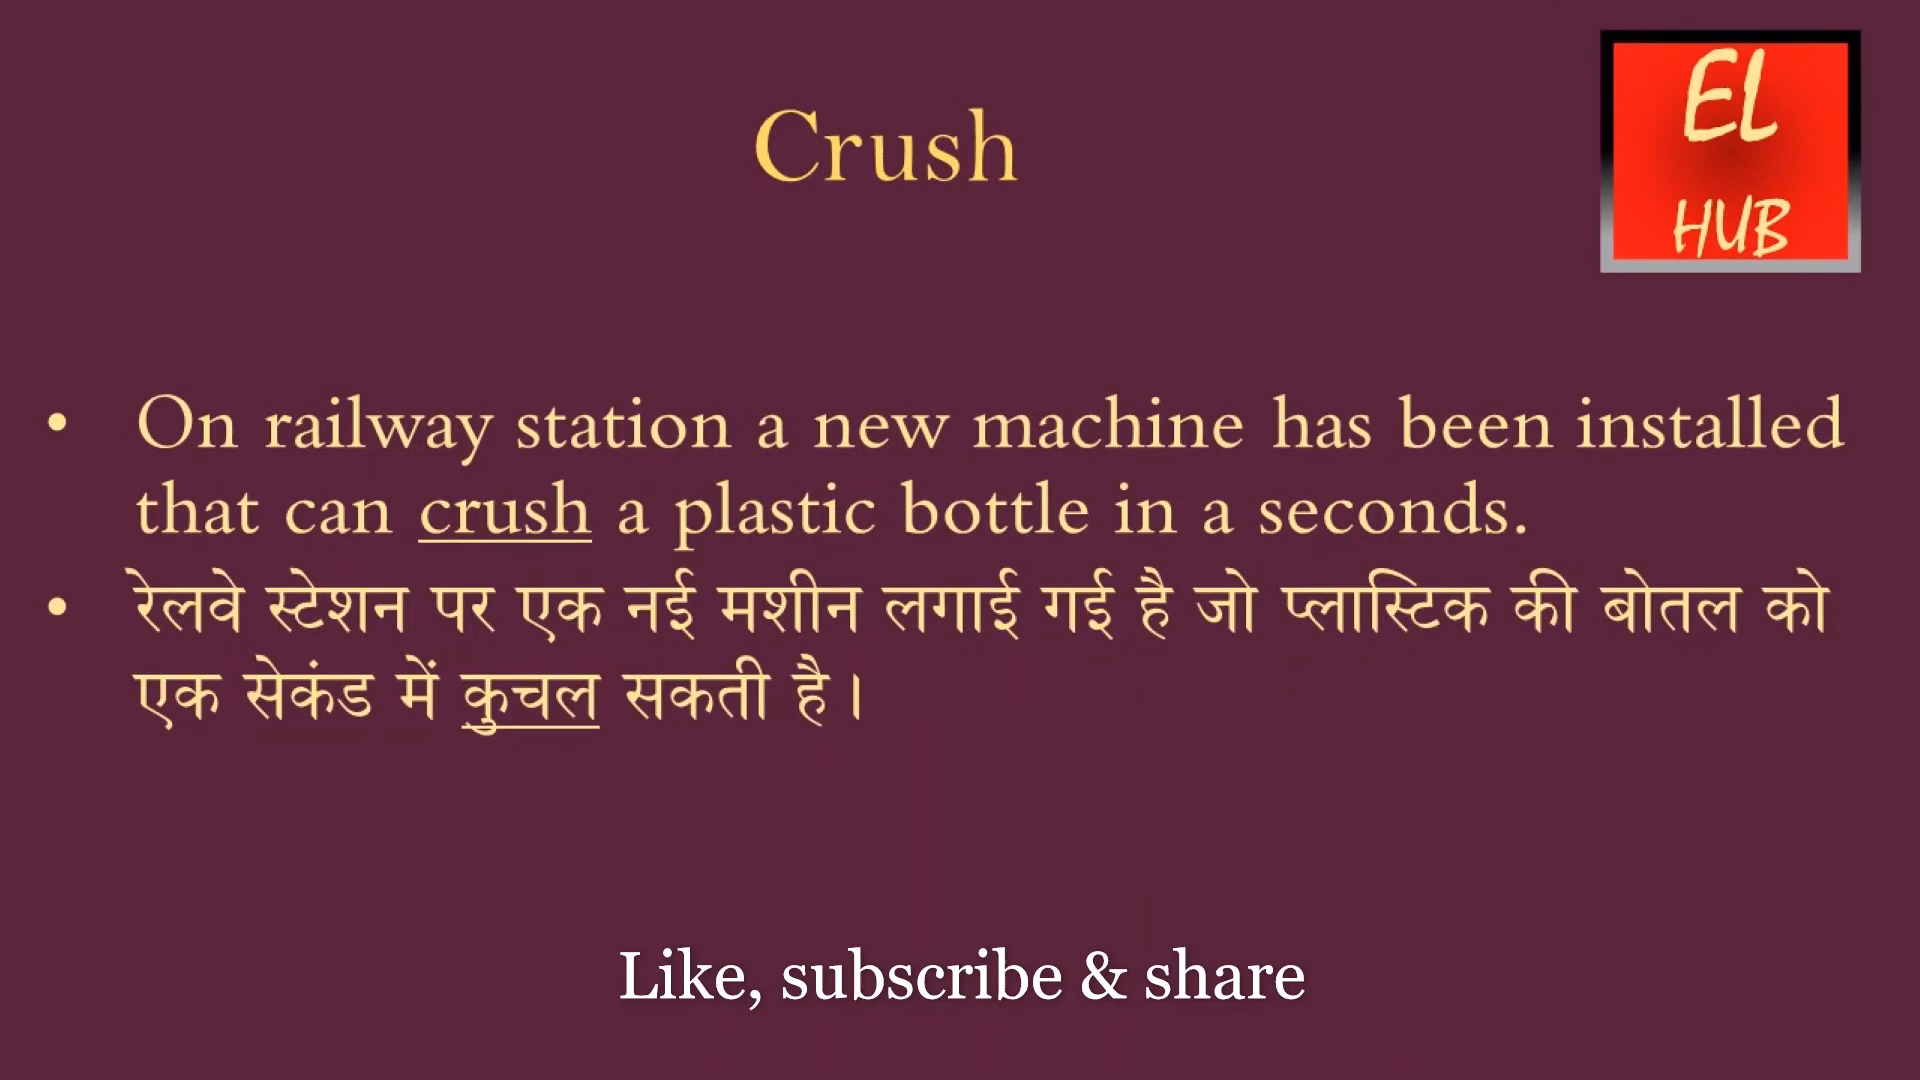 EL
HUB
Crush
• On railway station a new machine has been installed
that can crush a plastic bottle in a seconds.
• रेलवे स्टेशन पर एक नई मशीन लगाई गई है जो प्लास्टिक की बोतल को
एक सेकंड में कुचल सकती है।
Like, subscribe & share